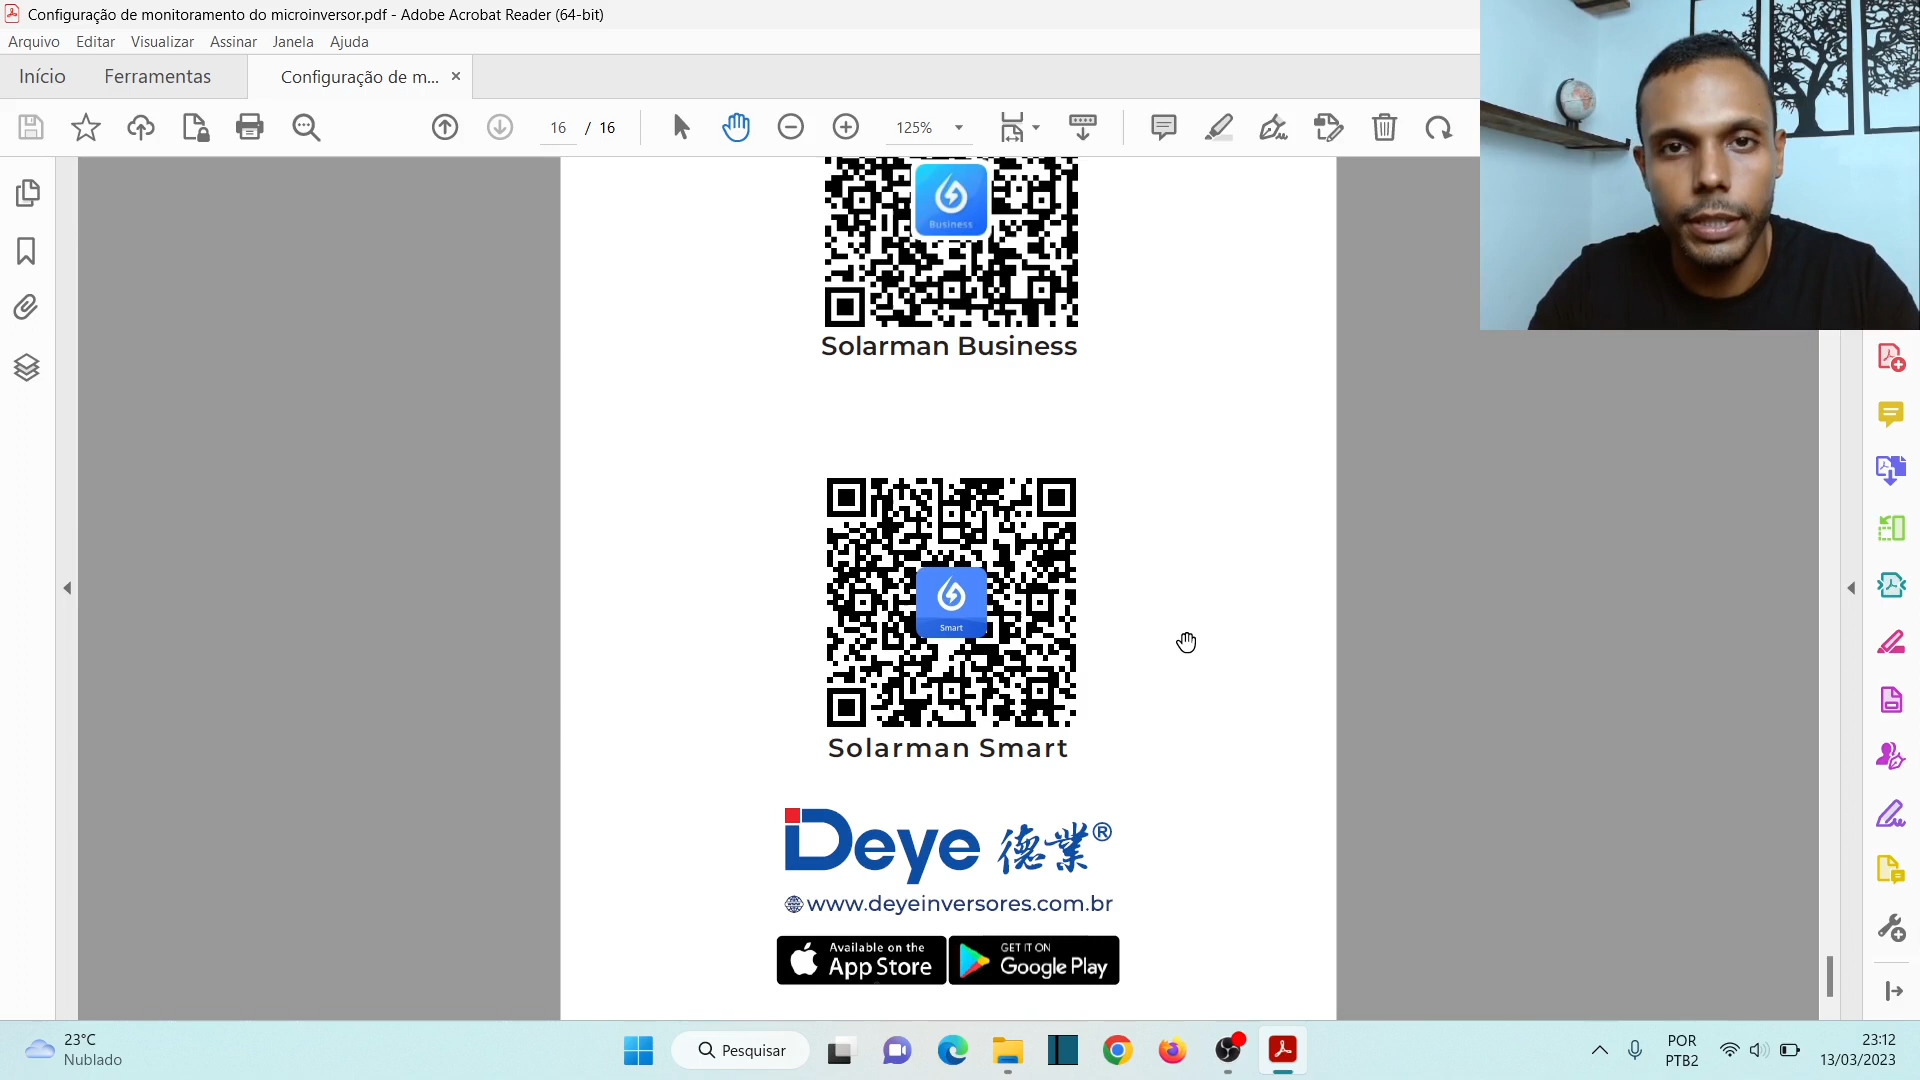 Configuração de monitoramento do microinversor.pdf - Adobe Acrobat Reader (64-bit)
Arquivo Editar Visualizar Assinar Janela Ajuda
Início Ferramentas Configuração de m... ×
16 / 16 125%
Business
Solarman Business
Smart
Solarman Smart
Deye 德業®
www.deyeinversores.com.br
Available on the
App Store
GET IT ON
Google Play
23°C
Nublado
Pesquisar
POR
PTB2
23:12
13/03/2023